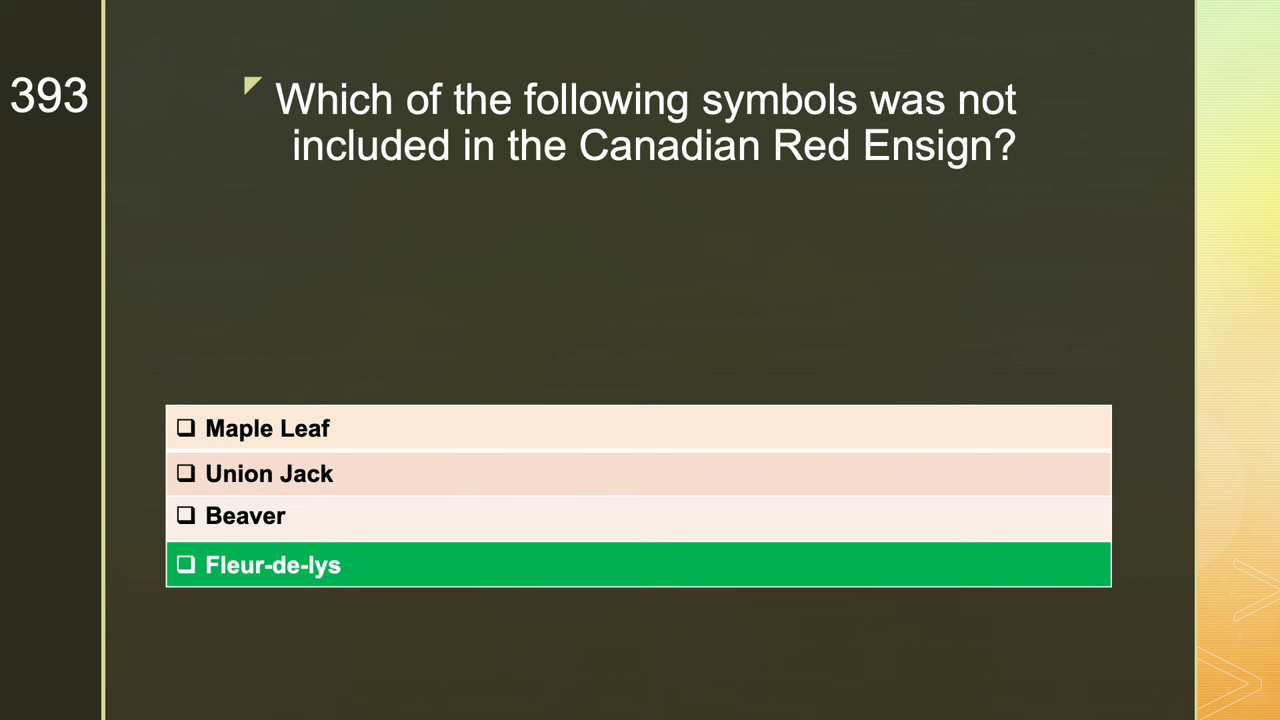 393
Which of the following symbols was not
included in the Canadian Red Ensign?
❑ Maple Leaf
❑ Union Jack
❑ Beaver
❑ Fleur-de-lys